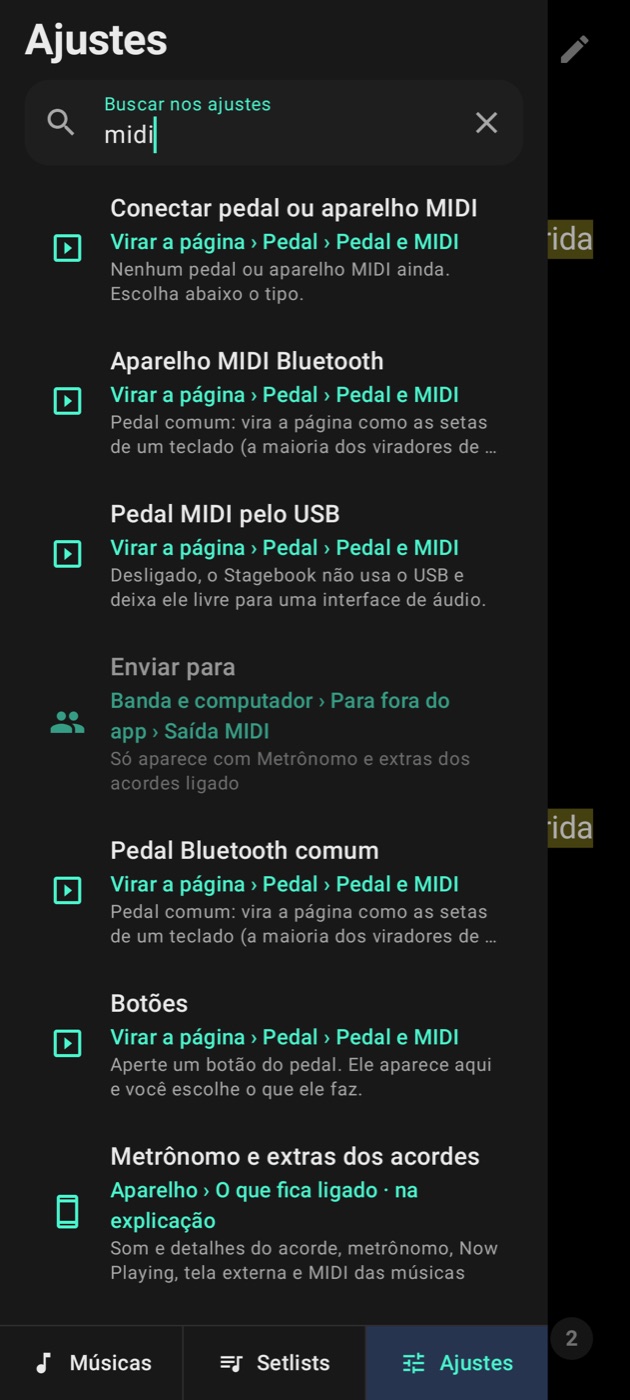 Ajustes
Buscar nos ajustes
midi
rida
Conectar pedal ou aparelho MIDI
Virar a página › Pedal › Pedal e MIDI
Nenhum pedal ou aparelho MIDI ainda.
Escolha abaixo o tipo.
Aparelho MIDI Bluetooth
Virar a página › Pedal › Pedal e MIDI
Pedal comum: vira a página como as setas
de um teclado (a maioria dos viradores de ...
Pedal MIDI pelo USB
Virar a página › Pedal › Pedal e MIDI
Desligado, o Stagebook não usa o USB e
deixa ele livre para uma interface de áudio.
Enviar para
Banda e computador › Para fora do
app › Saída MIDI
Só aparece com Metrônomo e extras dos
acordes ligado
rida
Pedal Bluetooth comum
Virar a página › Pedal › Pedal e MIDI
Pedal comum: vira a página como as setas
de um teclado (a maioria dos viradores de ...
Botões
Virar a página › Pedal › Pedal e MIDI
Aperte um botão do pedal. Ele aparece aqui
e você escolhe o que ele faz.
Metrônomo e extras dos acordes
Aparelho › O que fica ligado · na
explicação
Som e detalhes do acorde, metrônomo, Now
Playing, tela externa e MIDI das músicas
2
Músicas
Setlists
Ajustes